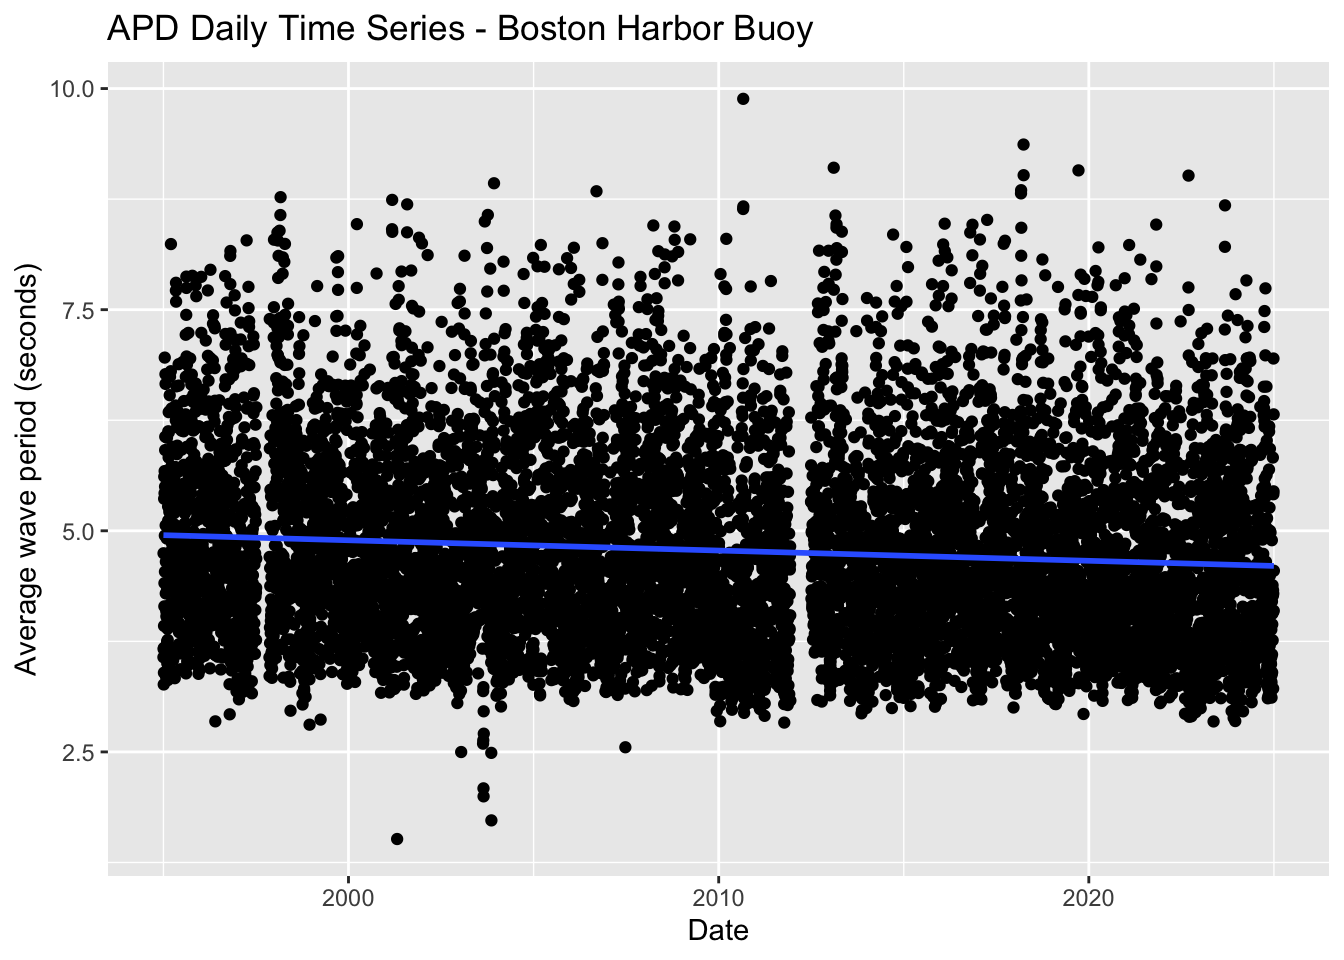 APD Daily Time Series - Boston Harbor Buoy
Average wave period (seconds)
10.0
7.5
5.0
2.5
2000
2010
2020
Date